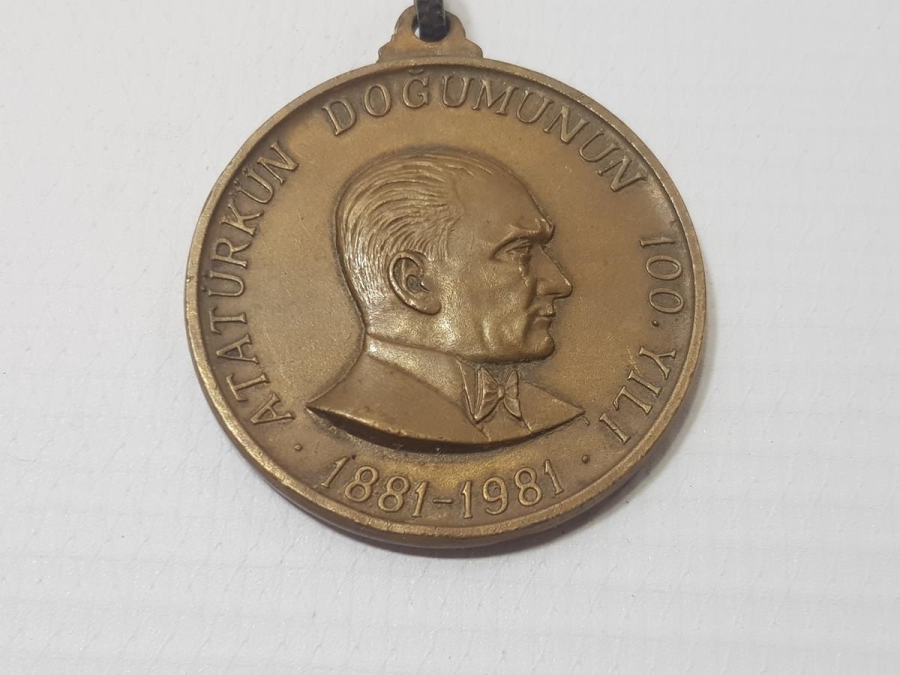 ATATÜRKÜN DOĞUMUNUN 100. YILI
· 1881-1981 ·